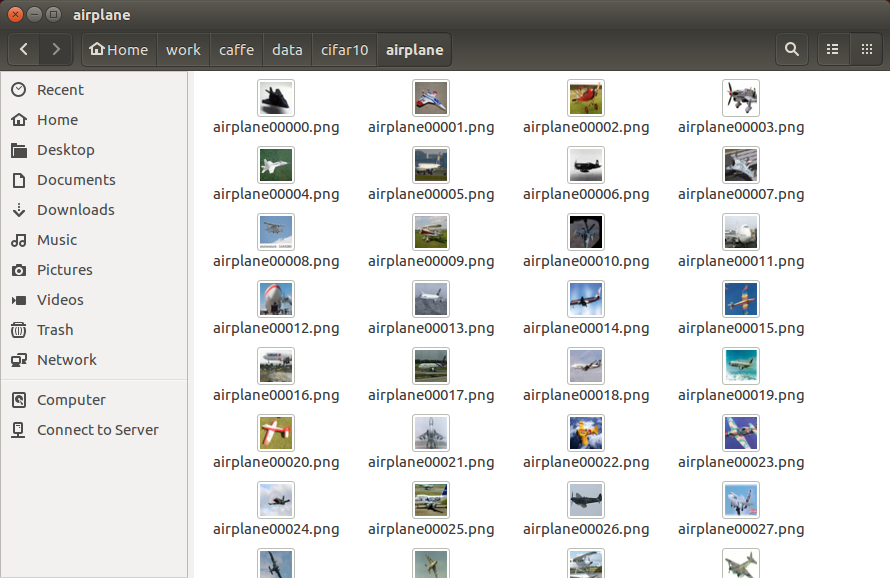 airplane
Home work caffe data cifar10 airplane
Recent
Home
Desktop
Documents
Downloads
Music
Pictures
Videos
Trash
Network
Computer
Connect to Server
airplane00000.png airplane00001.png airplane00002.png airplane00003.png
airplane00004.png airplane00005.png airplane00006.png airplane00007.png
airplane00008.png airplane00009.png airplane00010.png airplane00011.png
airplane00012.png airplane00013.png airplane00014.png airplane00015.png
airplane00016.png airplane00017.png airplane00018.png airplane00019.png
airplane00020.png airplane00021.png airplane00022.png airplane00023.png
airplane00024.png airplane00025.png airplane00026.png airplane00027.png